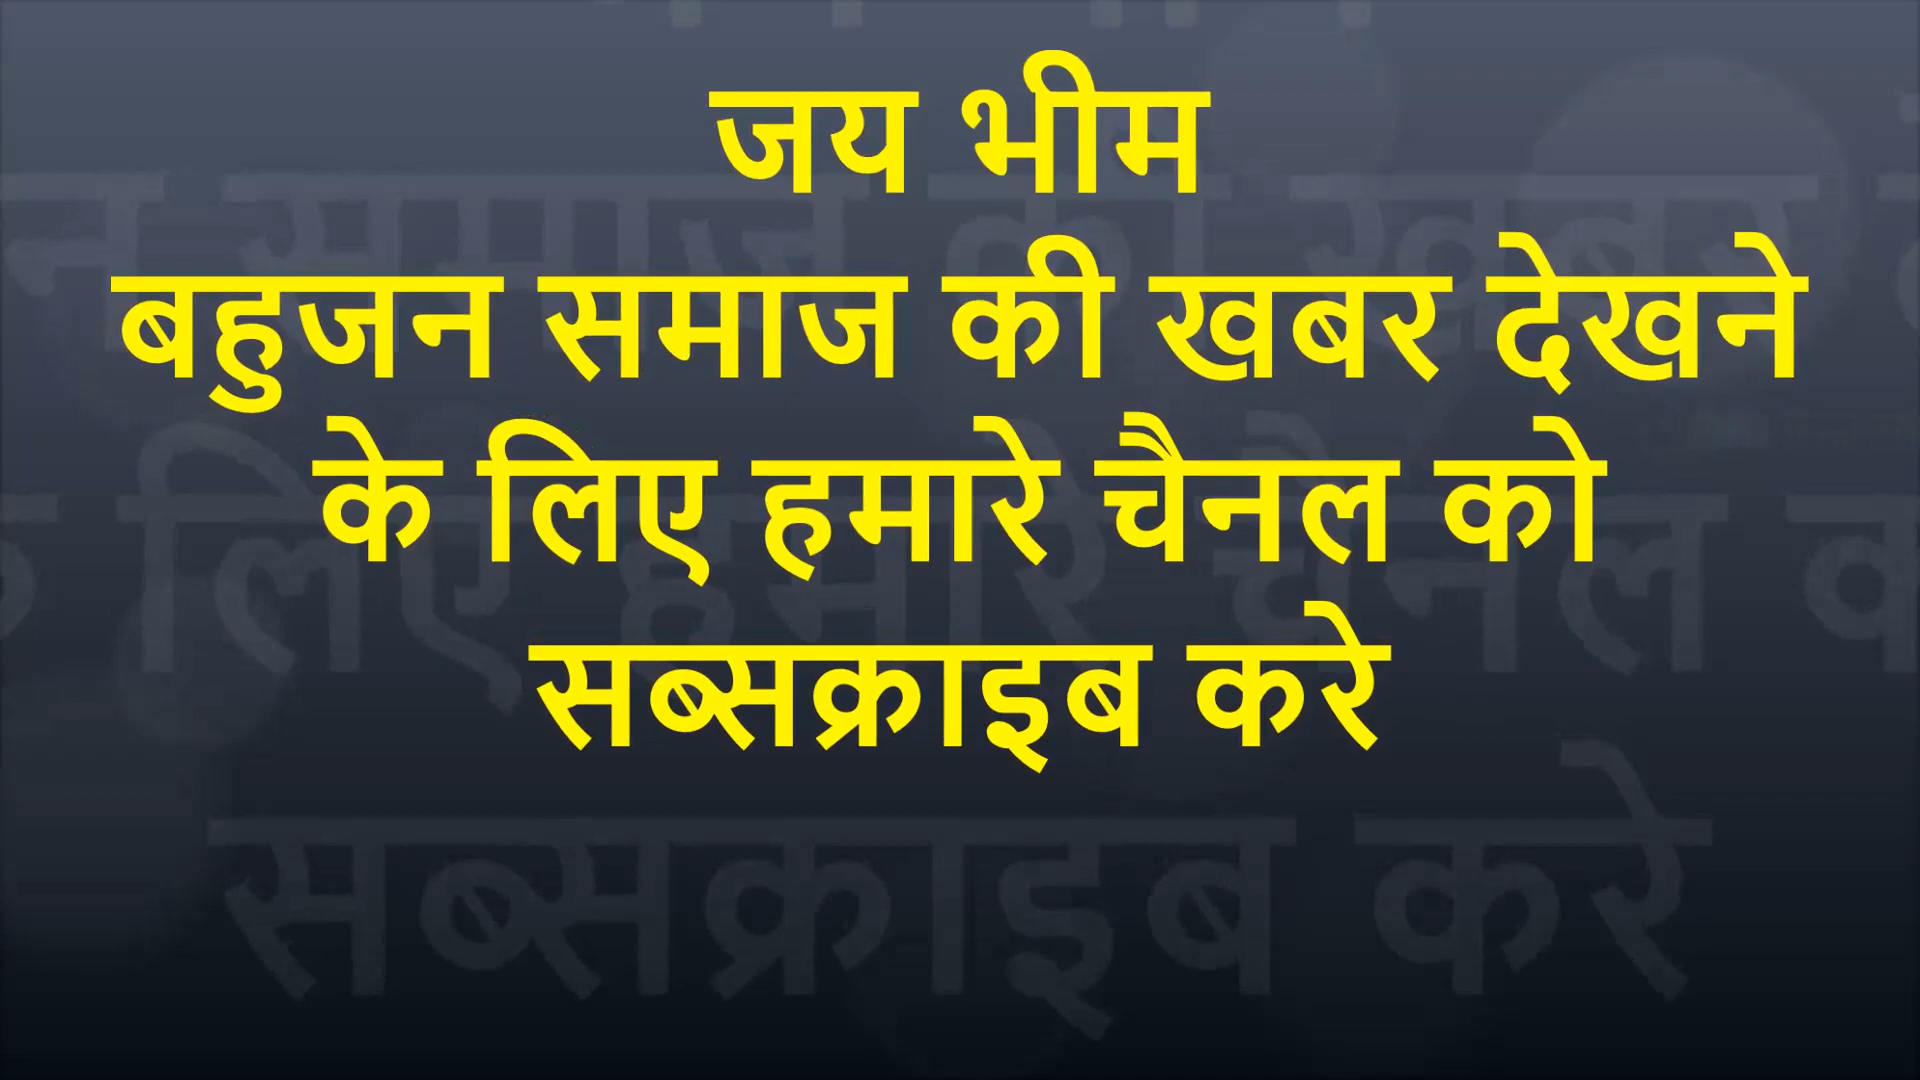 जय भीम
बहुजन समाज की खबर देखने
के लिए हमारे चैनल को
सब्सक्राइब करे